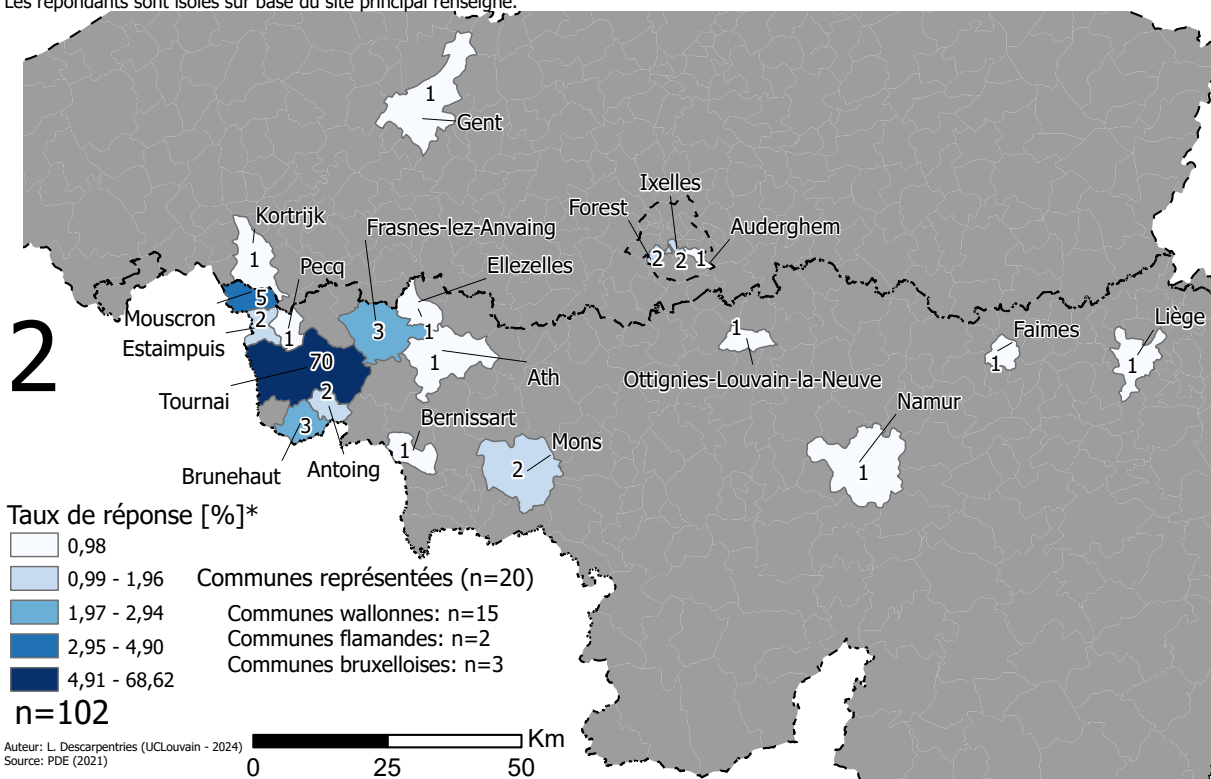 Les répondants sont isolés sur base du site principal renseigné.
1
Gent
Ixelles
Forest
Auderghem
2
2
1
Kortrijk
Frasnes-lez-Anvaing
Ellezelles
1
Pecq
5
Mouscron
2
Estaimpuis
1
3
1
1
Ath
2
70
Tournai
2
3
Brunehaut
Antoing
Bernissart
1
Mons
2
1
Ottignies-Louvain-la-Neuve
Faimes
1
Liège
1
Namur
1
Taux de réponse [%]*
0,98
0,99 - 1,96
1,97 - 2,94
2,95 - 4,90
4,91 - 68,62
n=102
Communes représentées (n=20)
Communes wallonnes: n=15
Communes flamandes: n=2
Communes bruxelloises: n=3
Auteur: L. Descarpentries (UCLouvain - 2024)
Source: PDE (2021)
Km
0 25 50